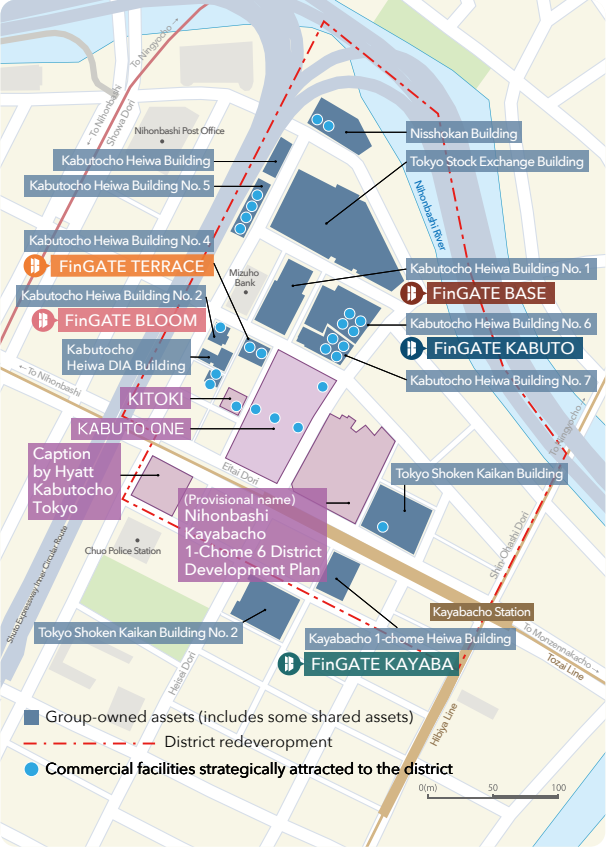 To Ningyocho →
← To Nihonbashi
Showa Dori
Nihonbashi Post Office
Nisshokan Building
Kabutocho Heiwa Building
Tokyo Stock Exchange Building
Kabutocho Heiwa Building No. 5
Nihonbashi River
Kabutocho Heiwa Building No. 4
FinGATE TERRACE
Mizuho
Bank
Kabutocho Heiwa Building No. 1
FinGATE BASE
Kabutocho Heiwa Building No. 2
FinGATE BLOOM
Kabutocho Heiwa Building No. 6
FinGATE KABUTO
Kabutocho
Heiwa DIA Building
Kabutocho Heiwa Building No. 7
← To Nihonbashi
KITOKI
KABUTO ONE
To Ningyocho →
Caption
by Hyatt
Kabutocho
Tokyo
Eitai Dori
Tokyo Shoken Kaikan Building
(Provisional name)
Nihonbashi
Kayabacho
1-Chome 6 District
Development Plan
Chuo Police Station
Shin-Ohashi Dori
Shuto Expressway Inner Circular Route
Kayabacho Station
Tokyo Shoken Kaikan Building No. 2
Kayabacho 1-chome Heiwa Building
FinGATE KAYABA
To Monzennakacho →
Tozai Line
Heisei Dori
Hibiya Line
Group-owned assets (includes some shared assets)
District redeveropment
Commercial facilities strategically attracted to the district
0(m) 50 100